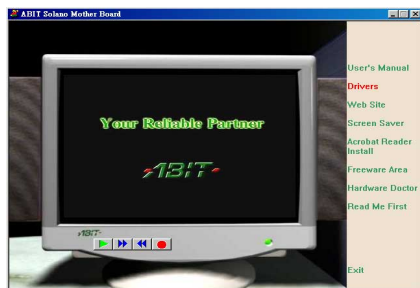 ABIT Solano Mother Board
Your Reliable Partner
ABIT
ABIT
User's Manual
Drivers
Web Site
Screen Saver
Acrobat Reader
Install
Freeware Area
Hardware Doctor
Read Me First
Exit